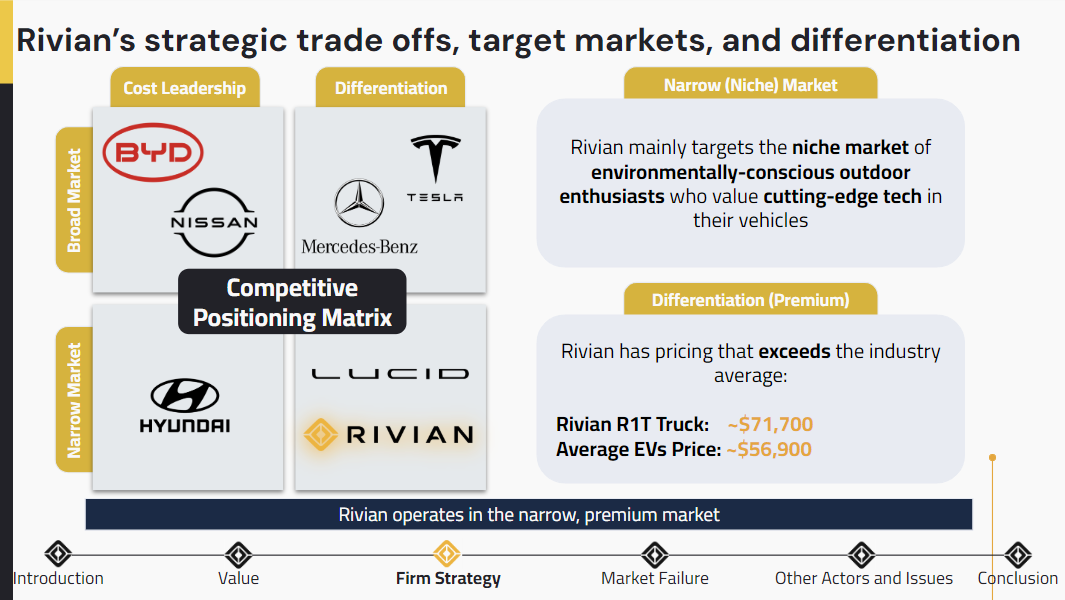 Rivian’s strategic trade offs, target markets, and differentiation
Cost Leadership
Differentiation
Broad Market
BYD
NISSAN
TESLA
Mercedes-Benz
Competitive
Positioning Matrix
Narrow Market
HYUNDAI
LUCID
RIVIAN
Narrow (Niche) Market
Rivian mainly targets the niche market of
environmentally-conscious outdoor
enthusiasts who value cutting-edge tech in
their vehicles
Differentiation (Premium)
Rivian has pricing that exceeds the industry
average:
Rivian R1T Truck: ~$71,700
Average EVs Price: ~$56,900
Rivian operates in the narrow, premium market
Introduction
Value
Firm Strategy
Market Failure
Other Actors and Issues
Conclusion